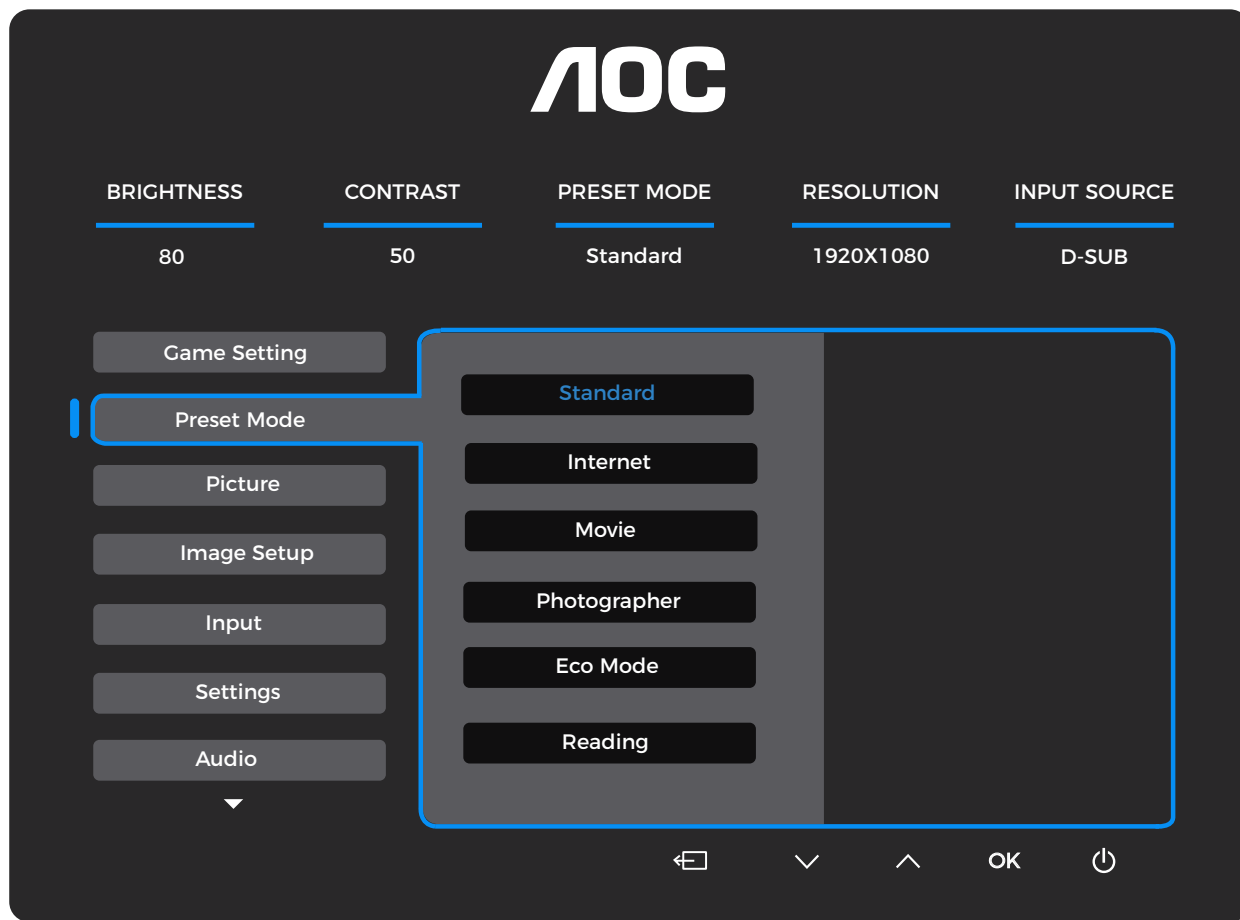 AOC
BRIGHTNESS CONTRAST PRESET MODE RESOLUTION INPUT SOURCE
80 50 Standard 1920X1080 D-SUB
Game Setting
Preset Mode
Picture
Image Setup
Input
Settings
Audio
Standard
Internet
Movie
Photographer
Eco Mode
Reading
OK